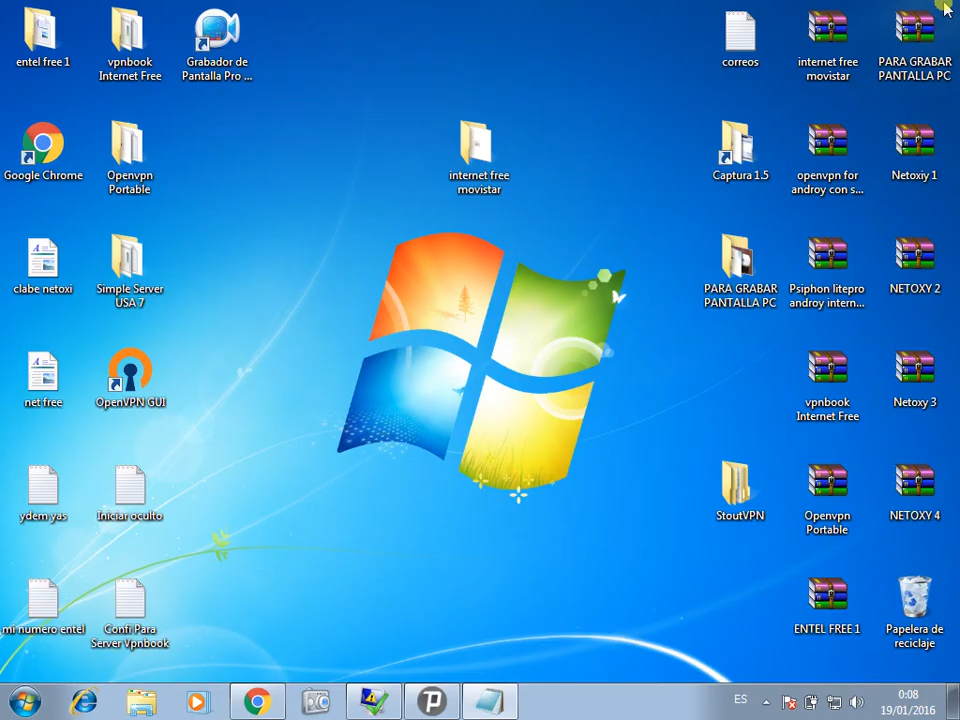 entel free 1
vpnbook
Internet Free
Grabador de
Pantalla Pro ...
correos
internet free
movistar
PARA GRABAR
PANTALLA PC
Google Chrome
Openvpn
Portable
internet free
movistar
Captura 1.5
openvpn for
androy con s...
Netoxiy 1
clabe netoxi
Simple Server
USA 7
PARA GRABAR
PANTALLA PC
Psiphon litepro
androy intern...
NETOXY 2
net free
OpenVPN GUI
vpnbook
Internet Free
Netoxy 3
ydem yas
Iniciar oculto
StoutVPN
Openvpn
Portable
NETOXY 4
mi numero entel
Confi Para
Server Vpnbook
ENTEL FREE 1
Papelera de
reciclaje
ES
0:08
19/01/2016